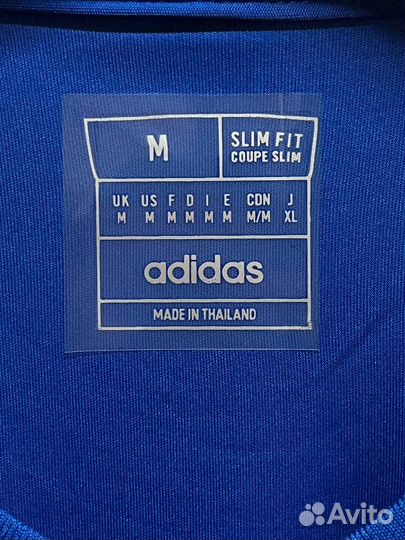 M
SLIM FIT
COUPE SLIM
UK US F D I E CDN J
M M M M M M M/M XL
adidas
MADE IN THAILAND
Avito